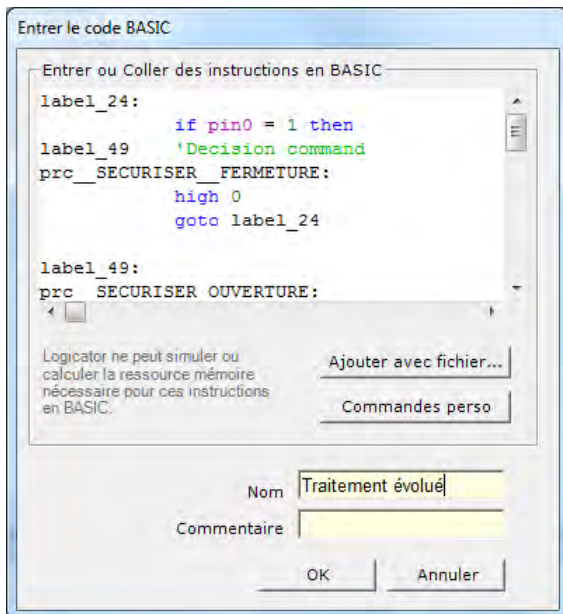 Entrer le code BASIC
Entrer ou Coller des instructions en BASIC
label_24:
if pin0 = 1 then
label_49 'Decision command
prc__SECURISER__FERMETURE:
high 0
goto label_24
label_49:
prc__SECURISER OUVERTURE:
Logicator ne peut simuler ou
calculer la ressource mémoire
nécessaire pour ces instructions
en BASIC.
Ajouter avec fichier...
Commandes perso
Nom Traitement évolué
Commentaire
OK Annuler